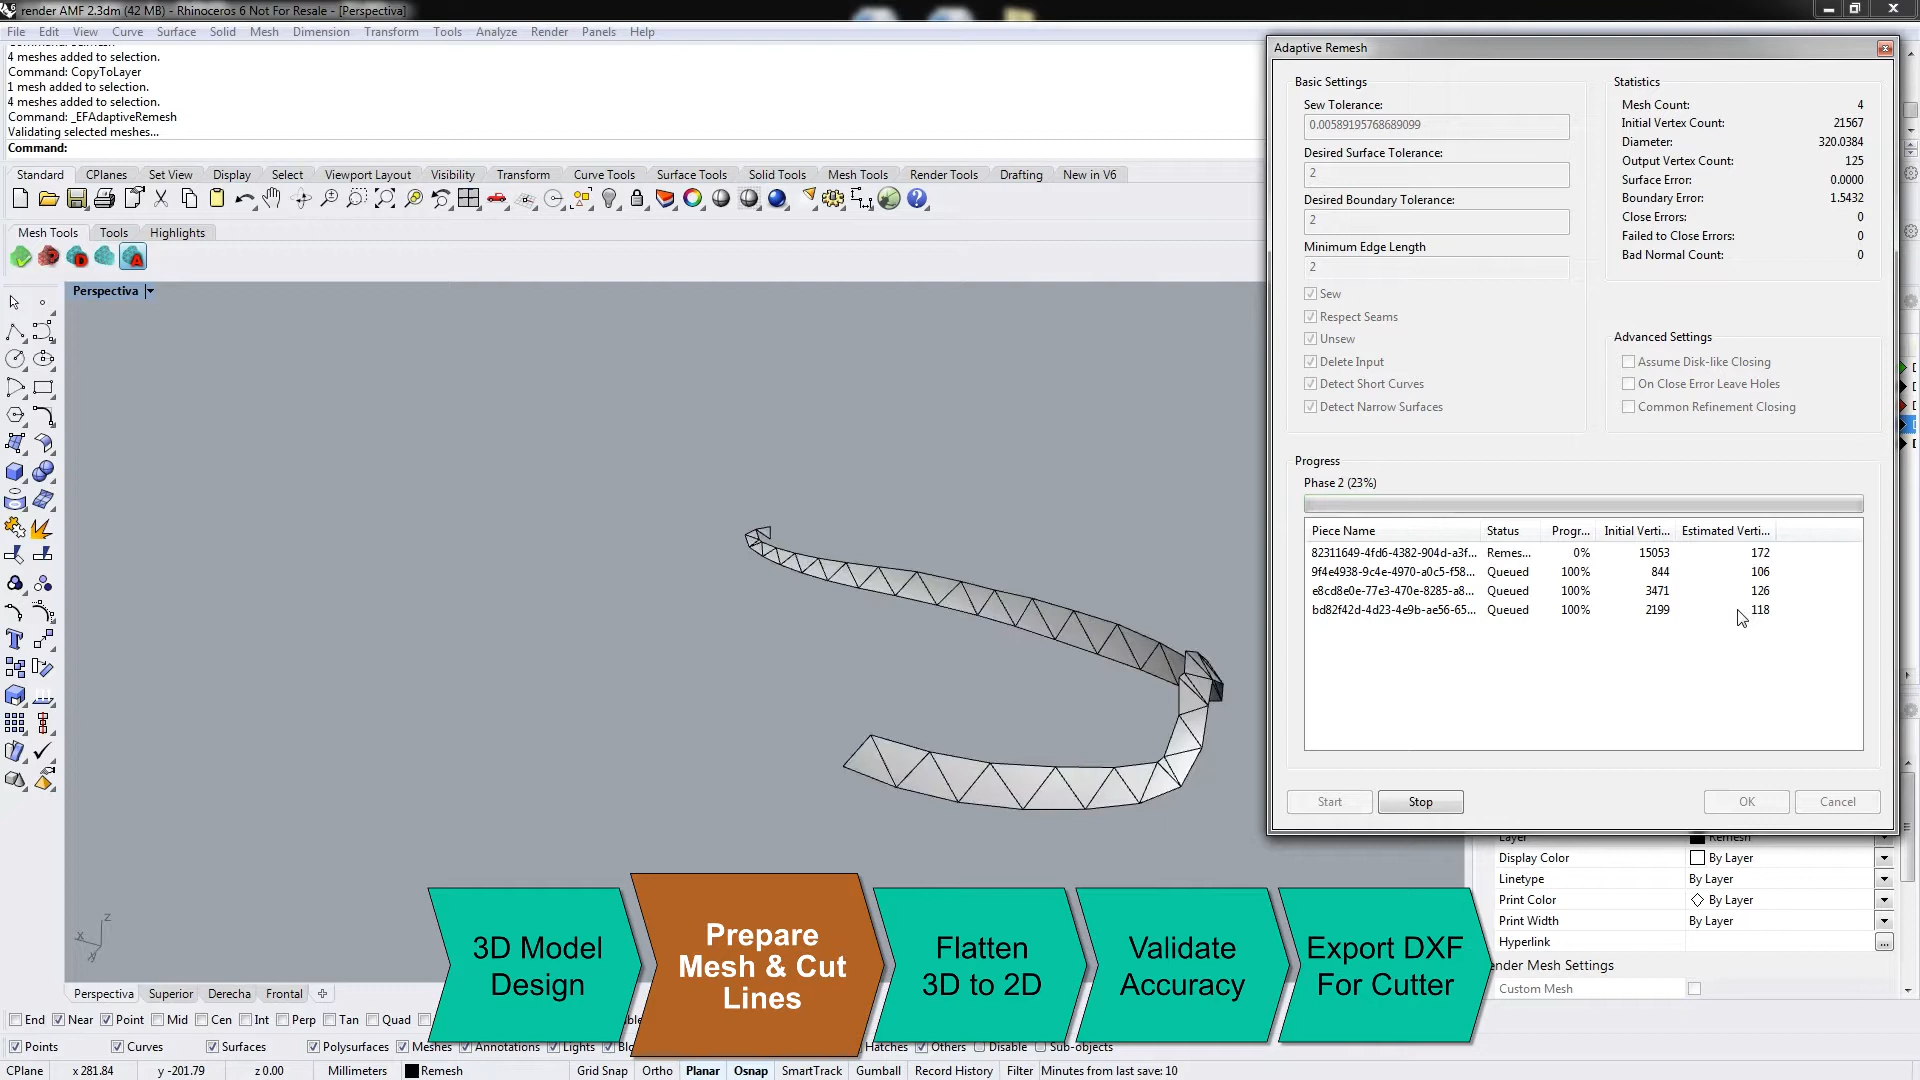 render AMF 2.3dm (42 MB) - Rhinoceros 6 Not For Resale - [Perspectiva]
File Edit View Curve Surface Solid Mesh Dimension Transform Tools Analyze Render Panels Help
4 meshes added to selection.
Command: CopyToLayer
1 mesh added to selection.
4 meshes added to selection.
Command: _EFAdaptiveRemesh
Validating selected meshes...
Command:
Standard CPlanes Set View Display Select Viewport Layout Visibility Transform Curve Tools Surface Tools Solid Tools Mesh Tools Render Tools Drafting New in V6
Mesh Tools Tools Highlights
Perspectiva
Adaptive Remesh
Basic Settings
Sew Tolerance:
0.00589195768689099
Desired Surface Tolerance:
2
Desired Boundary Tolerance:
2
Minimum Edge Length
2
Sew
Respect Seams
Unsew
Delete Input
Detect Short Curves
Detect Narrow Surfaces
Statistics
Mesh Count: 4
Initial Vertex Count: 21567
Diameter: 320.0384
Output Vertex Count: 125
Surface Error: 0.0000
Boundary Error: 1.5432
Close Errors: 0
Failed to Close Errors: 0
Bad Normal Count: 0
Advanced Settings
Assume Disk-like Closing
On Close Error Leave Holes
Common Refinement Closing
Progress
Phase 2 (23%)
Piece Name Status Progr... Initial Verti... Estimated Verti...
82311649-4fd6-4382-904d-a3f... Remes... 0% 15053 172
9f4e4938-9c4e-4970-a0c5-f58... Queued 100% 844 106
e8cd8e0e-77e3-470e-8285-a8... Queued 100% 3471 126
bd82f42d-4d23-4e9b-ae56-65... Queued 100% 2199 118
Start Stop OK Cancel
Layer Remesh
Display Color By Layer
Linetype By Layer
Print Color By Layer
Print Width By Layer
Hyperlink ...
ender Mesh Settings
Custom Mesh
z
x
y
3D Model
Design
Prepare
Mesh & Cut
Lines
Flatten
3D to 2D
Validate
Accuracy
Export DXF
For Cutter
Perspectiva Superior Derecha Frontal
End Near Point Mid Cen Int Perp Tan Quad
Points Curves Surfaces Polysurfaces Meshes Annotations Lights Hatches Others Disable Sub-objects
CPlane x 281.84 y -201.79 z 0.00 Millimeters Remesh Grid Snap Ortho Planar Osnap SmartTrack Gumball Record History Filter Minutes from last save: 10